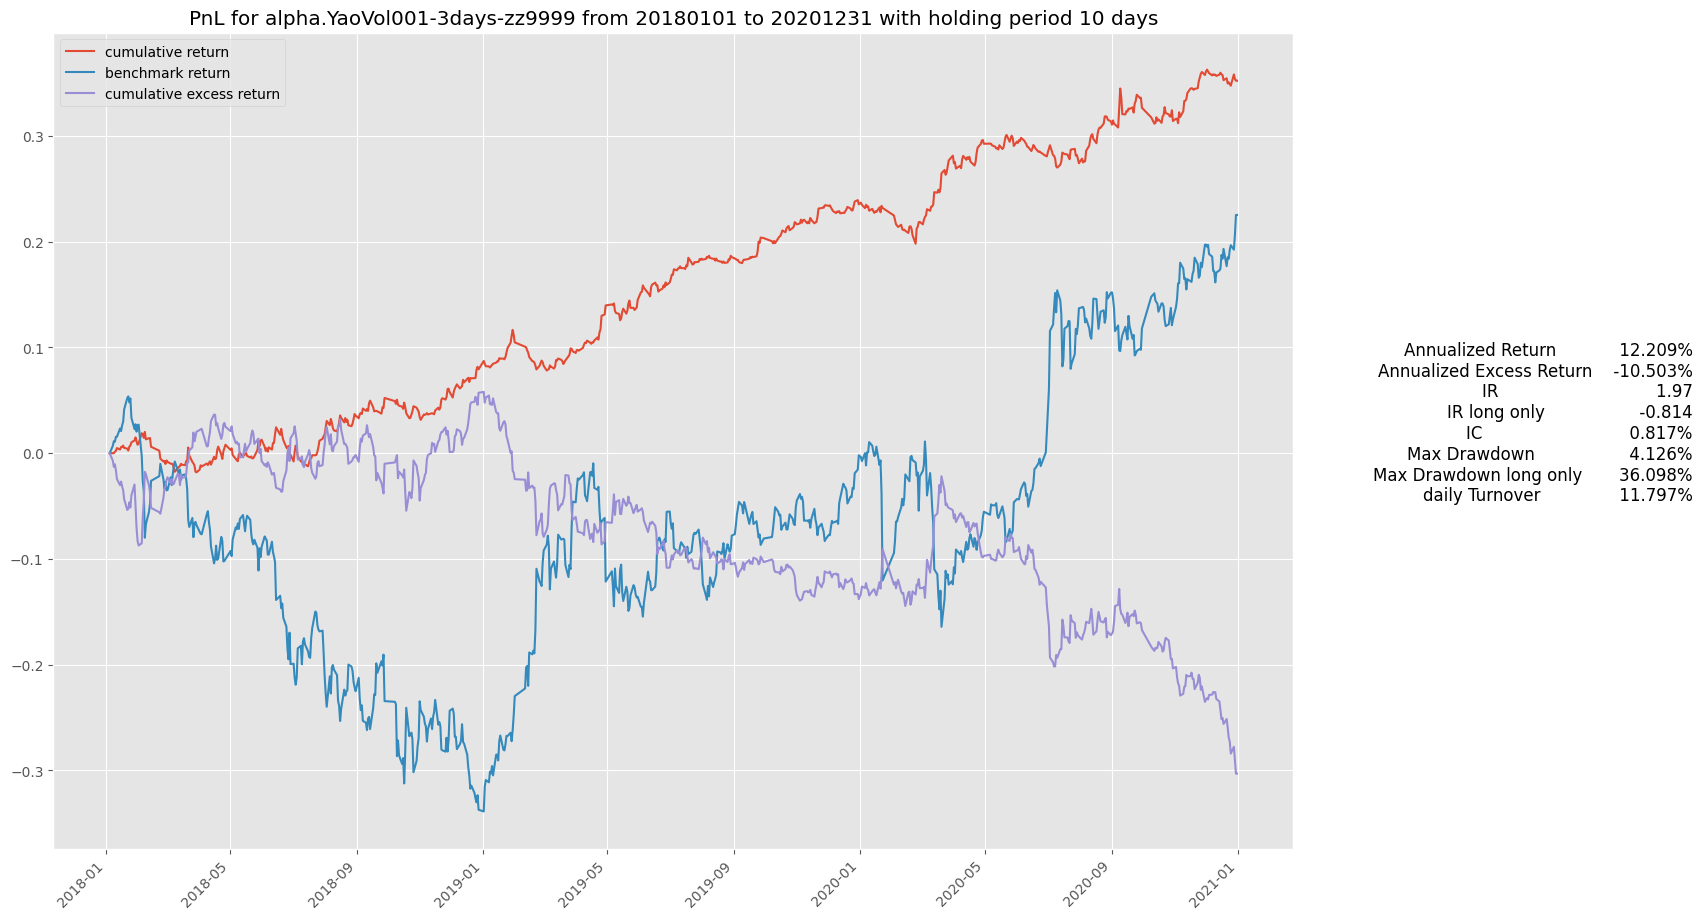 PnL for alpha.YaoVol001-3days-zz9999 from 20180101 to 20201231 with holding period 10 days
cumulative return
benchmark return
cumulative excess return
0.3
0.2
0.1
0.0
−0.1
−0.2
−0.3
2018-01
2018-05
2018-09
2019-01
2019-05
2019-09
2020-01
2020-05
2020-09
2021-01
Annualized Return 12.209%
Annualized Excess Return -10.503%
IR 1.97
IR long only -0.814
IC 0.817%
Max Drawdown 4.126%
Max Drawdown long only 36.098%
daily Turnover 11.797%